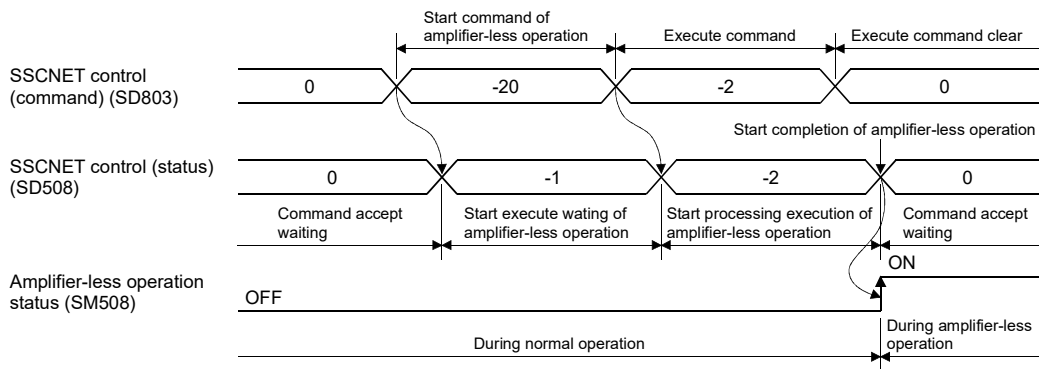 Start command of
amplifier-less operation
Execute command
Execute command clear
SSCNET control
(command) (SD803)
0
-20
-2
0
Start completion of amplifier-less operation
SSCNET control (status)
(SD508)
0
-1
-2
0
Command accept
waiting
Start execute wating of
amplifier-less operation
Start processing execution of
amplifier-less operation
Command accept
waiting
Amplifier-less operation
status (SM508)
OFF
ON
During normal operation
During amplifier-less
operation